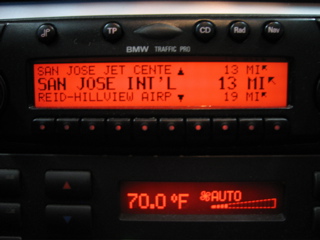 TP
CD
Rad
Nav
BMW TRAFFIC PRO
SAN JOSE JET CENTE ▲ 13 MI
SAN JOSE INT'L 13 MI
REID-HILLVIEW AIRP ▼ 19 MI
70.0 °F AUTO